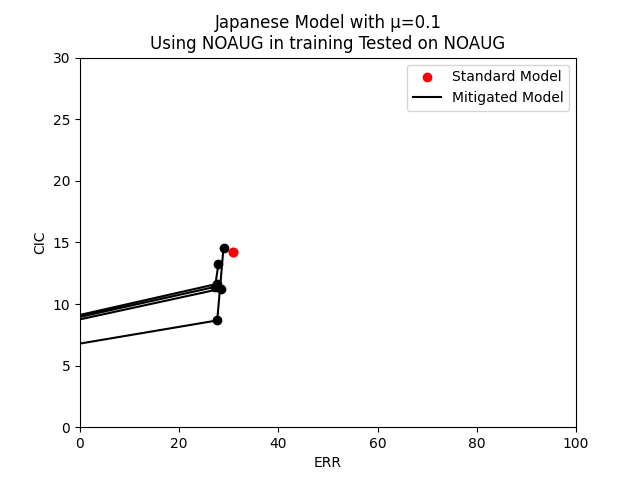 Japanese Model with μ=0.1
Using NOAUG in training Tested on NOAUG
Standard Model
Mitigated Model
CIC
30
25
20
15
10
5
0
0 20 40 60 80 100
ERR